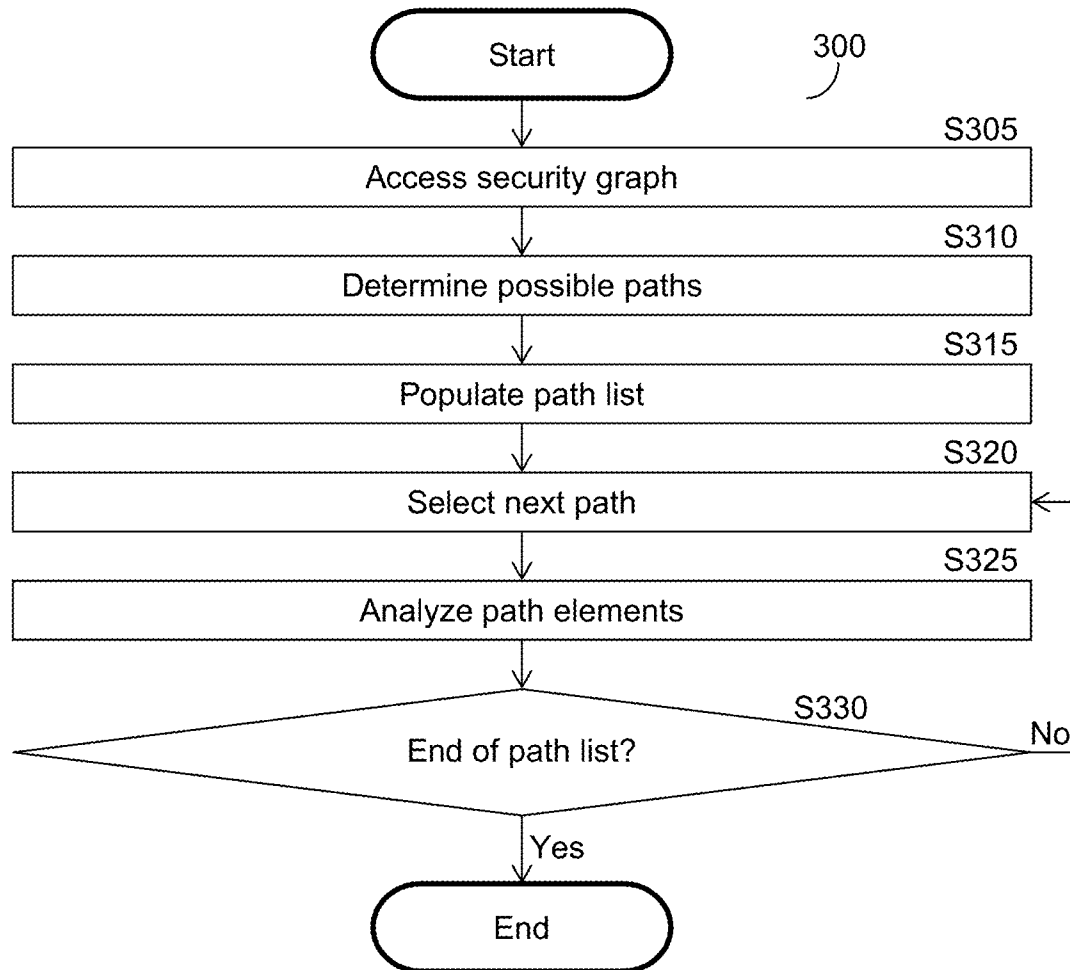 Start
300
S305
Access security graph
S310
Determine possible paths
S315
Populate path list
S320
Select next path
S325
Analyze path elements
S330
End of path list?
No
Yes
End